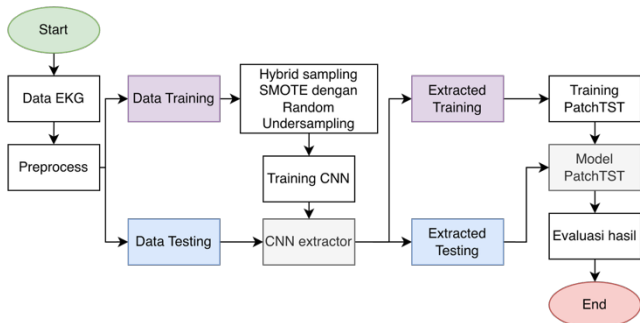 Start
Data EKG
Preprocess
Data Training
Hybrid sampling
SMOTE dengan
Random
Undersampling
Training CNN
Data Testing
CNN extractor
Extracted
Training
Extracted
Testing
Training
PatchTST
Model
PatchTST
Evaluasi hasil
End